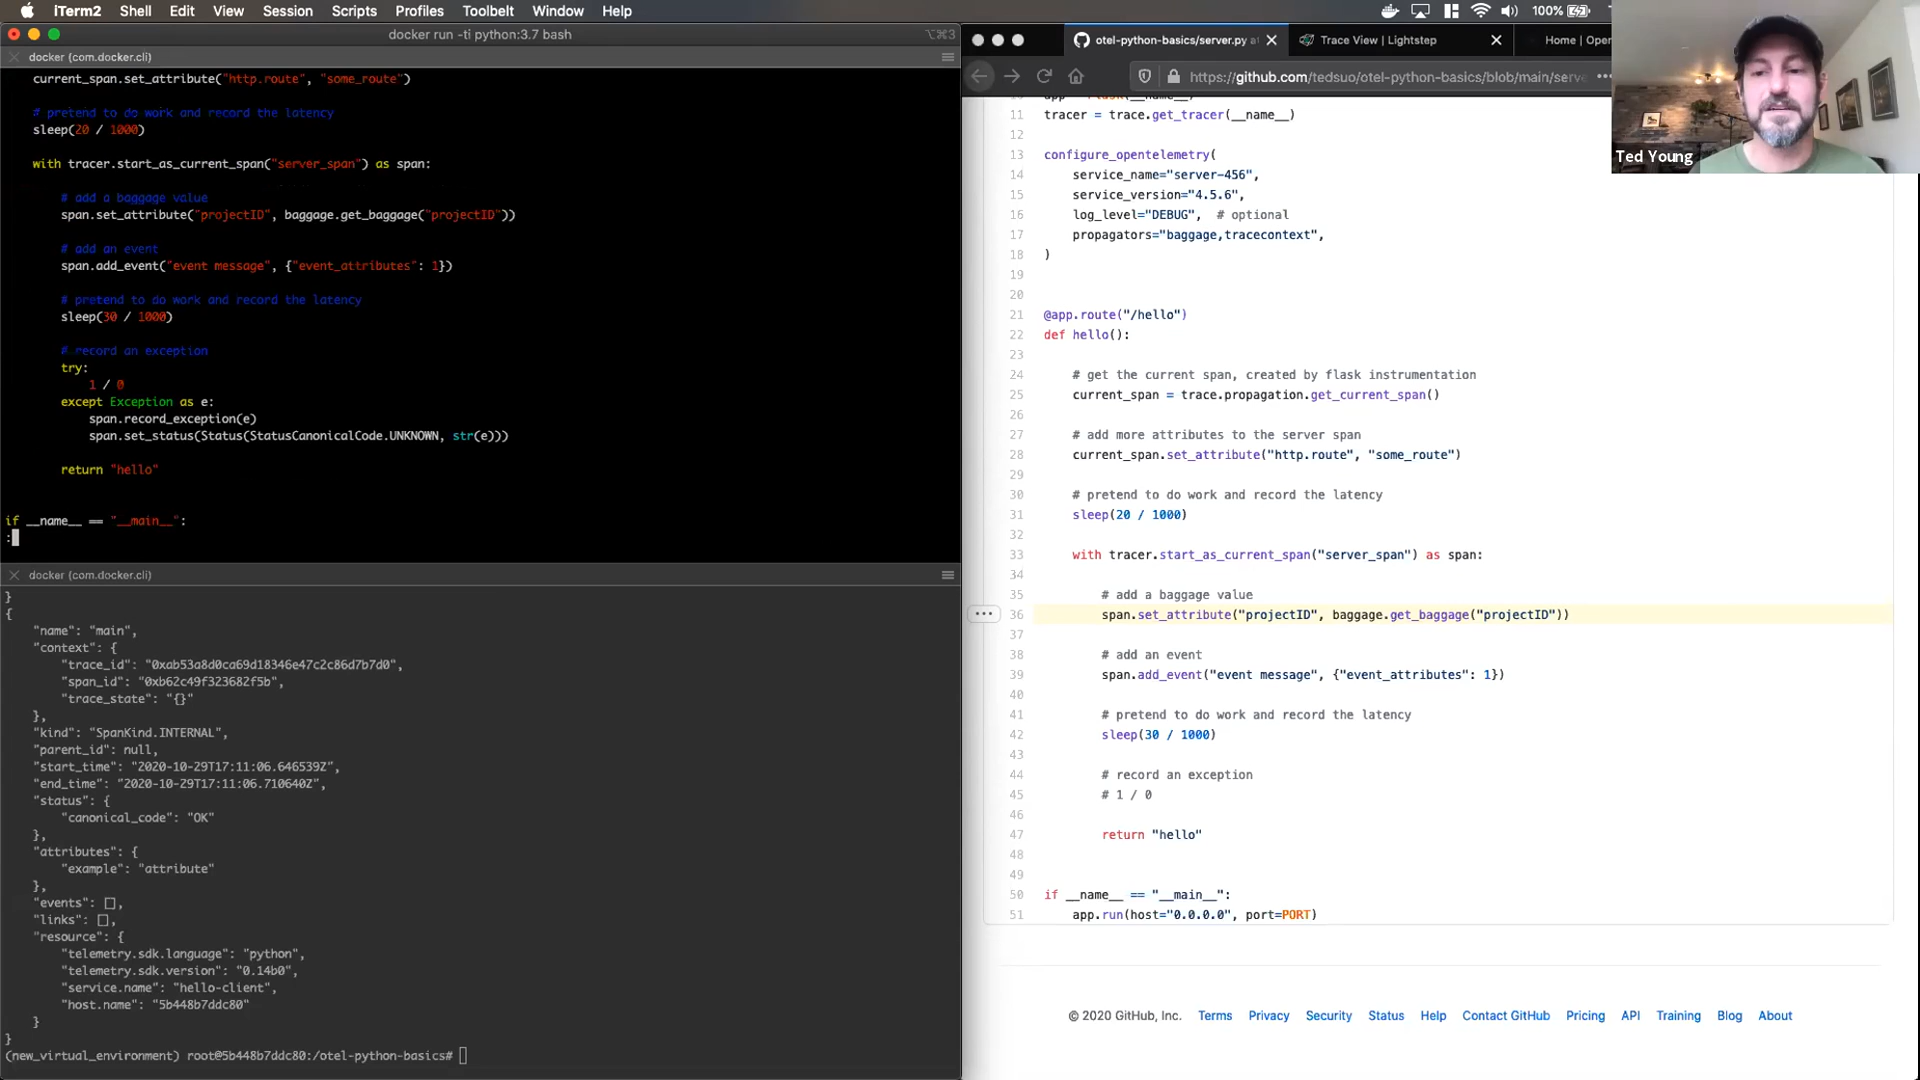 iTerm2 Shell Edit View Session Scripts Profiles Toolbelt Window Help 100%
docker run -ti python:3.7 bash ⌥⌘3
docker (com.docker.cli)
current_span.set_attribute("http.route", "some_route")
# pretend to do work and record the latency
sleep(20 / 1000)
with tracer.start_as_current_span("server_span") as span:
# add a baggage value
span.set_attribute("projectID", baggage.get_baggage("projectID"))
# add an event
span.add_event("event message", {"event_attributes": 1})
# pretend to do work and record the latency
sleep(30 / 1000)
# record an exception
try:
1 / 0
except Exception as e:
span.record_exception(e)
span.set_status(Status(StatusCanonicalCode.UNKNOWN, str(e)))
return "hello"
if __name__ == "__main__":
:
docker (com.docker.cli)
}
{
"name": "main",
"context": {
"trace_id": "0xab53a8d0ca69d18346e47c2c86d7b7d0",
"span_id": "0xb62c49f323682f5b",
"trace_state": "{}"
},
"kind": "SpanKind.INTERNAL",
"parent_id": null,
"start_time": "2020-10-29T17:11:06.646539Z",
"end_time": "2020-10-29T17:11:06.710640Z",
"status": {
"canonical_code": "OK"
},
"attributes": {
"example": "attribute"
},
"events": [],
"links": [],
"resource": {
"telemetry.sdk.language": "python",
"telemetry.sdk.version": "0.14b0",
"service.name": "hello-client",
"host.name": "5b448b7ddc80"
}
}
(new_virtual_environment) root@5b448b7ddc80:/otel-python-basics#
otel-python-basics/server.py at Trace View | Lightstep Home | Open
https://github.com/tedsuo/otel-python-basics/blob/main/serve
11 tracer = trace.get_tracer(__name__)
12
13 configure_opentelemetry(
14 service_name="server-456",
15 service_version="4.5.6",
16 log_level="DEBUG", # optional
17 propagators="baggage,tracecontext",
18 )
19
20
21 @app.route("/hello")
22 def hello():
23
24 # get the current span, created by flask instrumentation
25 current_span = trace.propagation.get_current_span()
26
27 # add more attributes to the server span
28 current_span.set_attribute("http.route", "some_route")
29
30 # pretend to do work and record the latency
31 sleep(20 / 1000)
32
33 with tracer.start_as_current_span("server_span") as span:
34
35 # add a baggage value
36 span.set_attribute("projectID", baggage.get_baggage("projectID"))
37
38 # add an event
39 span.add_event("event message", {"event_attributes": 1})
40
41 # pretend to do work and record the latency
42 sleep(30 / 1000)
43
44 # record an exception
45 # 1 / 0
46
47 return "hello"
48
49
50 if __name__ == "__main__":
51 app.run(host="0.0.0.0", port=PORT)
© 2020 GitHub, Inc. Terms Privacy Security Status Help Contact GitHub Pricing API Training Blog About
Ted Young